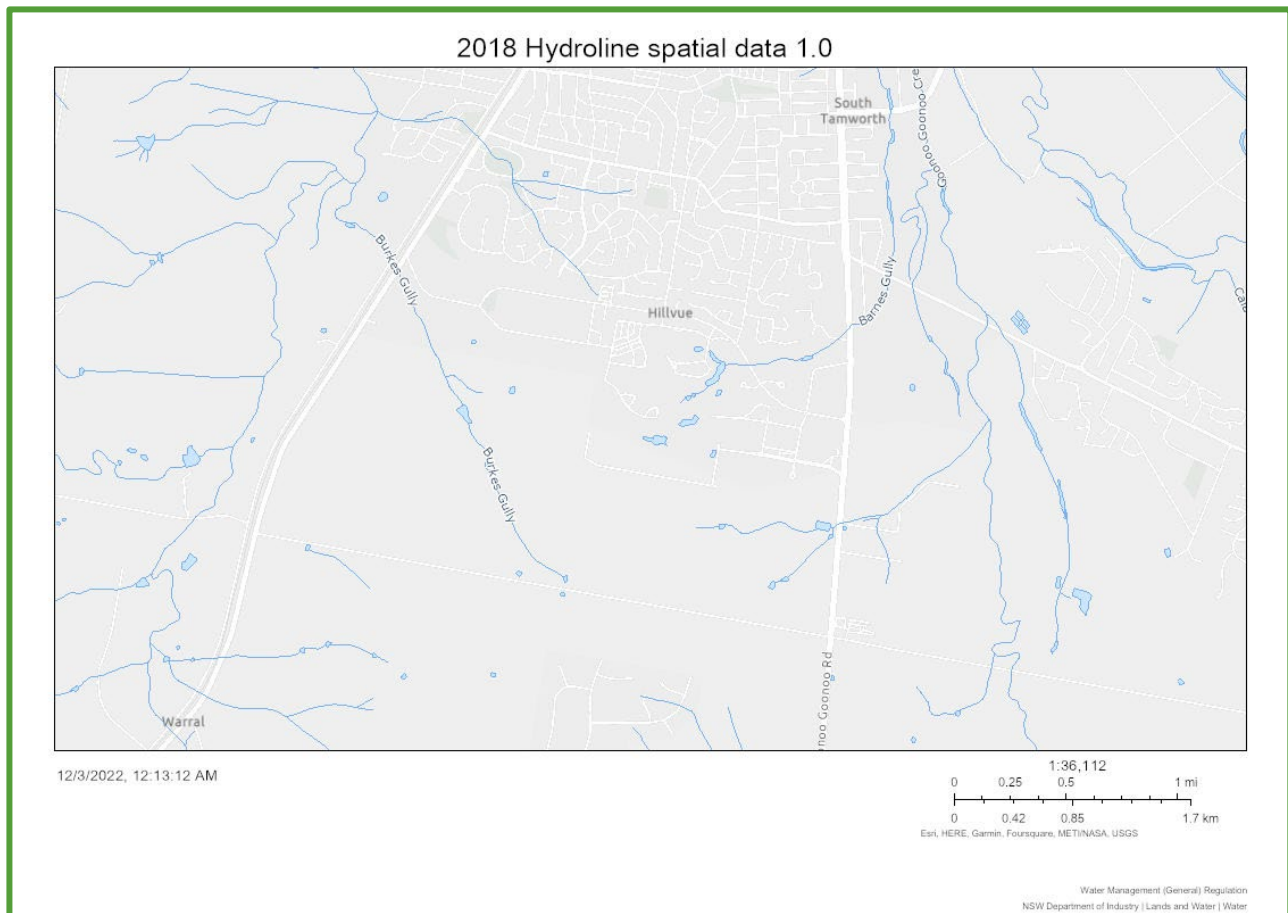 2018 Hydroline spatial data 1.0
South
Tamworth
Goonoo Goonoo Cre
Burkes Gully
Barnes Gully
Cala
Hillvue
Burkes Gully
onoo Goonoo Rd
Warral
12/3/2022, 12:13:12 AM
1:36,112
0 0.25 0.5 1 mi
0 0.42 0.85 1.7 km
Esri, HERE, Garmin, Foursquare, METI/NASA, USGS
Water Management (General) Regulation
NSW Department of Industry | Lands and Water | Water